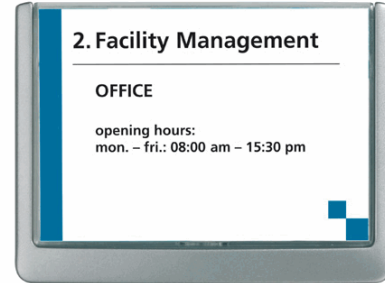 2. Facility Management
OFFICE
opening hours:
mon. – fri.: 08:00 am – 15:30 pm